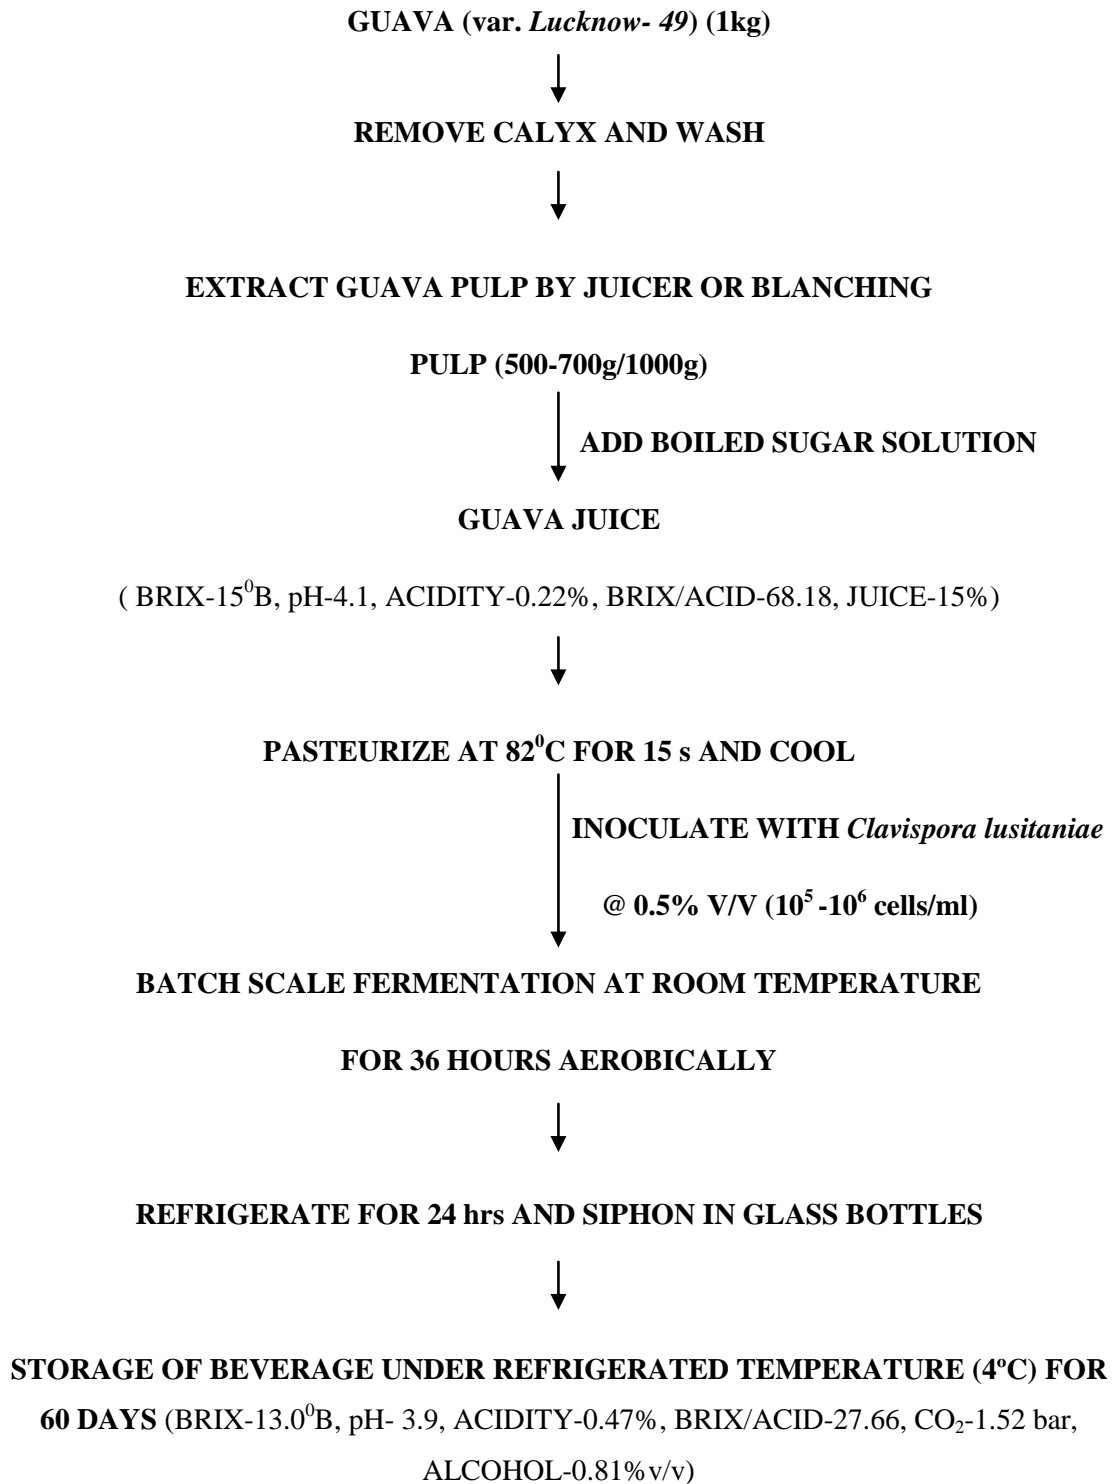 GUAVA (var. Lucknow- 49) (1kg)
REMOVE CALYX AND WASH
EXTRACT GUAVA PULP BY JUICER OR BLANCHING
PULP (500-700g/1000g)
ADD BOILED SUGAR SOLUTION
GUAVA JUICE
( BRIX-15⁰B, pH-4.1, ACIDITY-0.22%, BRIX/ACID-68.18, JUICE-15%)
PASTEURIZE AT 82⁰C FOR 15 s AND COOL
INOCULATE WITH Clavispora lusitaniae
@ 0.5% V/V (10⁵ -10⁶ cells/ml)
BATCH SCALE FERMENTATION AT ROOM TEMPERATURE
FOR 36 HOURS AEROBICALLY
REFRIGERATE FOR 24 hrs AND SIPHON IN GLASS BOTTLES
STORAGE OF BEVERAGE UNDER REFRIGERATED TEMPERATURE (4ºC) FOR
60 DAYS (BRIX-13.0⁰B, pH- 3.9, ACIDITY-0.47%, BRIX/ACID-27.66, CO₂-1.52 bar,
ALCOHOL-0.81%v/v)